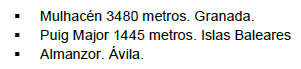 ▪ Mulhacén 3480 metros. Granada.
▪ Puig Major 1445 metros. Islas Baleares
▪ Almanzor. Ávila.